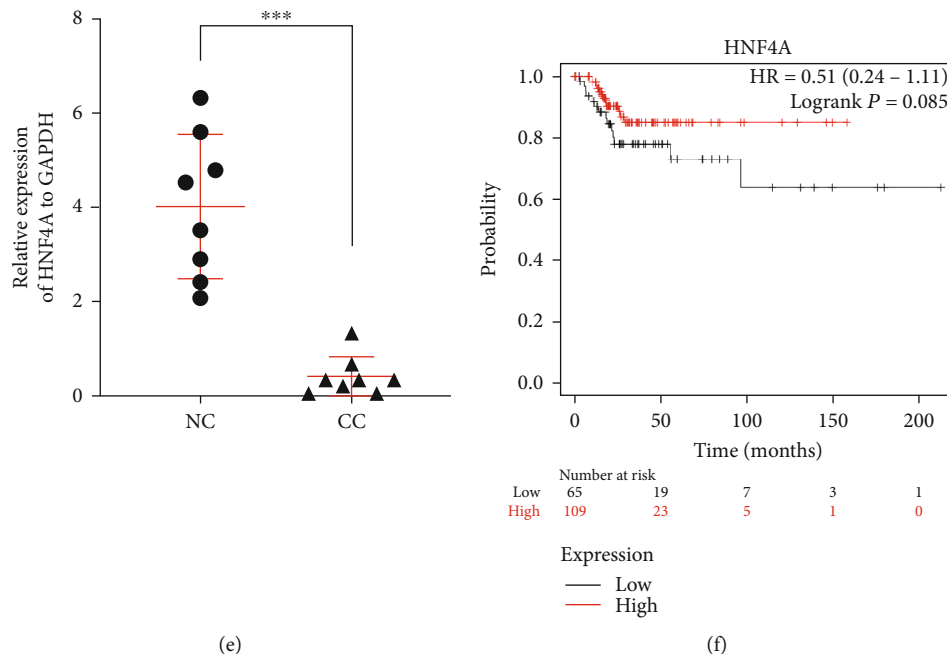 8
6
4
2
0
Relative expression
of HNF4A to GAPDH
***
NC
CC
(e)
HNF4A
HR = 0.51 (0.24 – 1.11)
Logrank P = 0.085
1.0
0.8
0.6
0.4
0.2
0.0
Probability
0 50 100 150 200
Time (months)
Number at risk
Low 65 19 7 3 1
High 109 23 5 1 0
Expression
Low
High
(f)